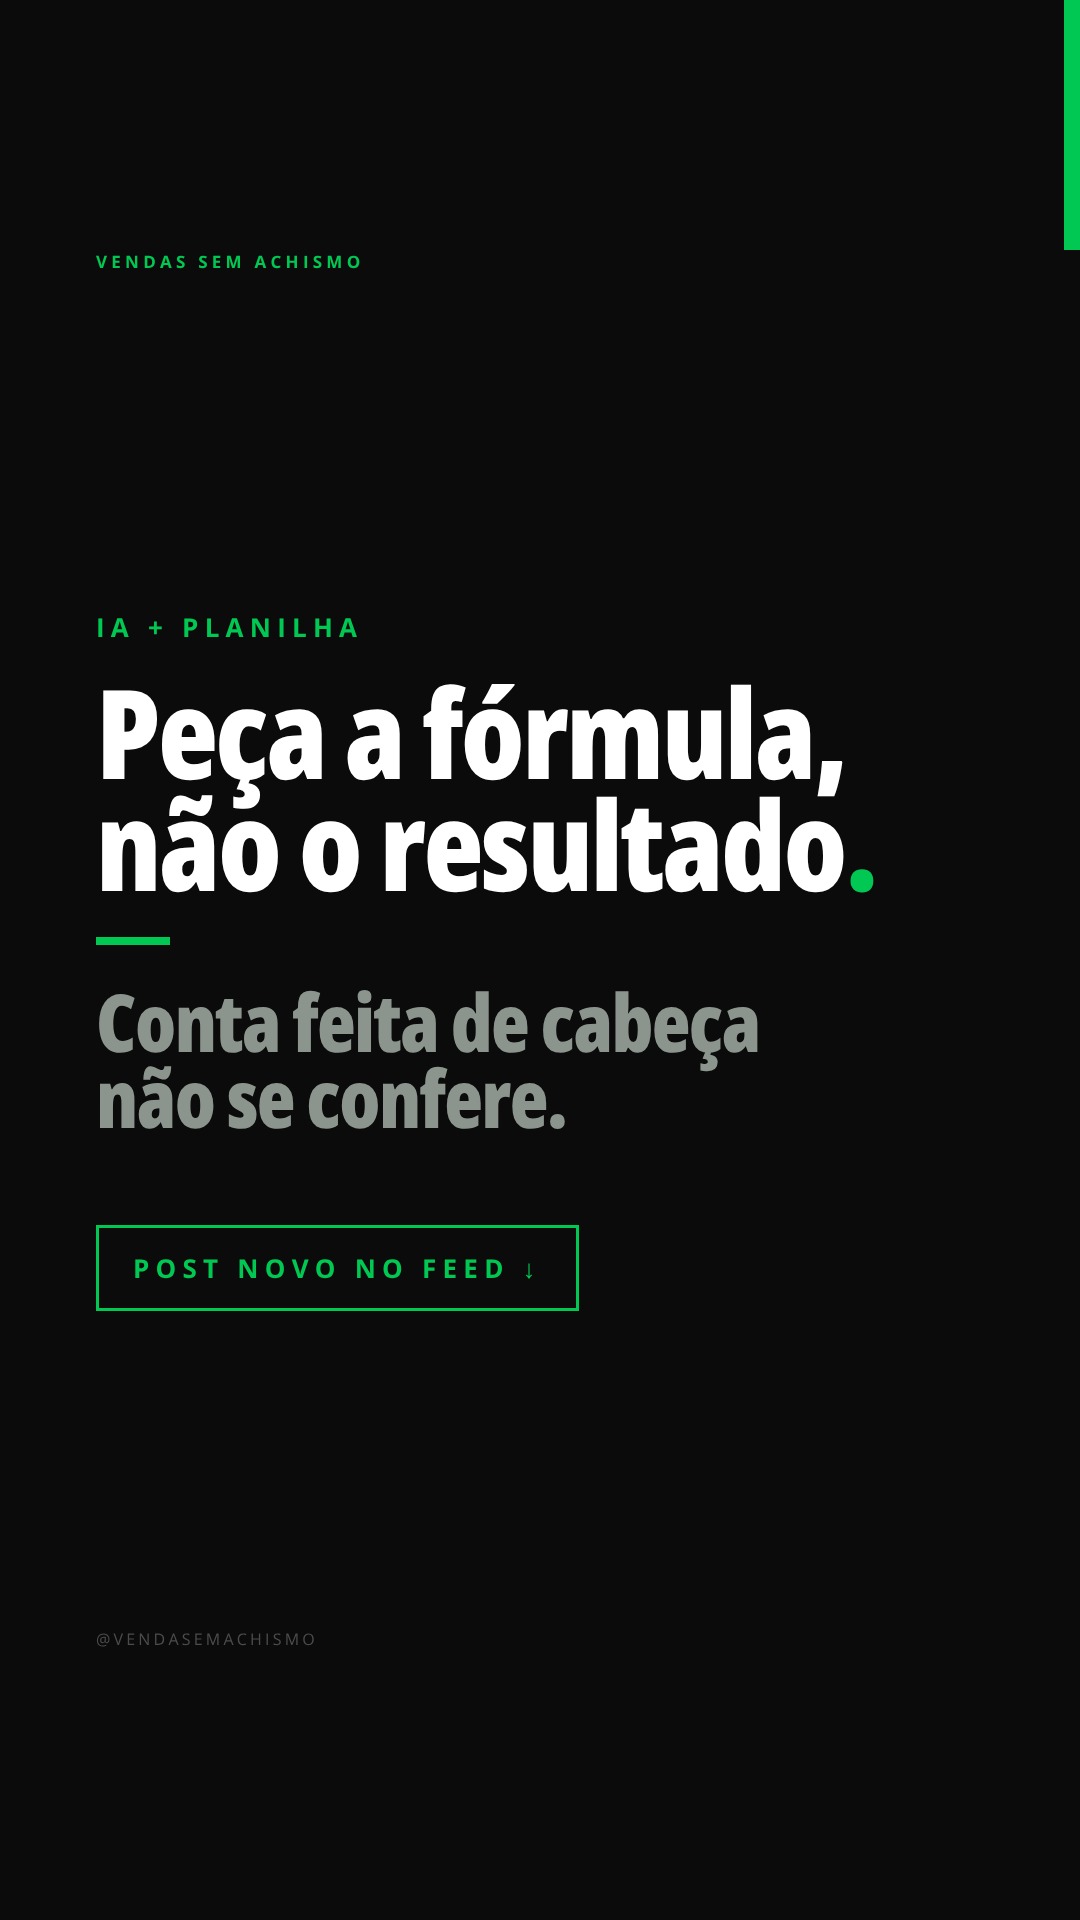 VENDAS SEM ACHISMO
IA + PLANILHA
Peça a fórmula,
não o resultado.
Conta feita de cabeça
não se confere.
POST NOVO NO FEED ↓
@VENDASEMACHISMO